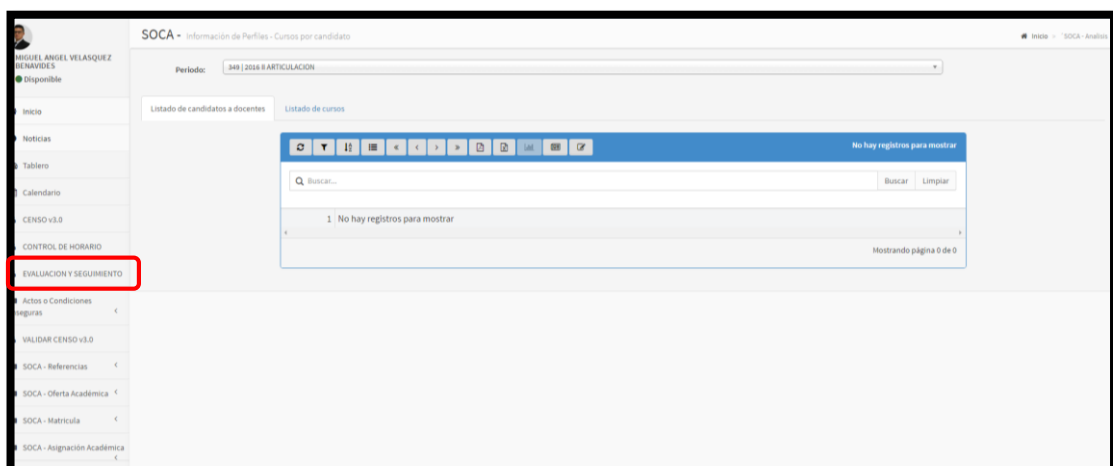 SOCA - Información de Perfiles - Cursos por candidato
Inicio > SOCA - Analisis
MIGUEL ANGEL VELASQUEZ
BENAVIDES
Disponible
Periodo: 349 | 2016 II ARTICULACION
Inicio
Noticias
Tablero
Calendario
CENSO v3.0
CONTROL DE HORARIO
EVALUACION Y SEGUIMIENTO
Actos o Condiciones
nseguras
VALIDAR CENSO v3.0
SOCA - Referencias
SOCA - Oferta Académica
SOCA - Matricula
SOCA - Asignación Académica
Listado de candidatos a docentes Listado de cursos
No hay registros para mostrar
Buscar... Buscar Limpiar
1 No hay registros para mostrar
Mostrando página 0 de 0